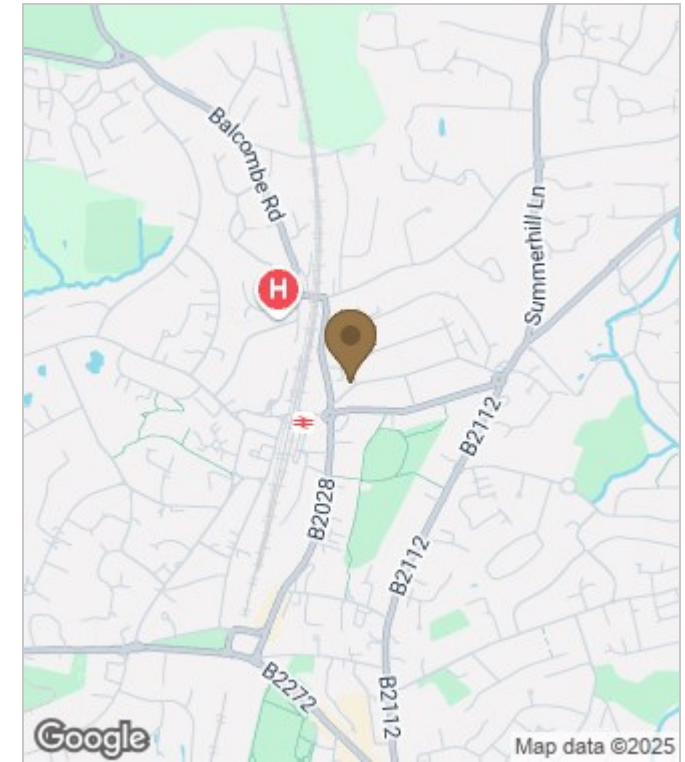 Balcombe Rd
Summerhill Ln
H
B2112
B2028
B2112
B2272
B2112
Google
Map data ©2025